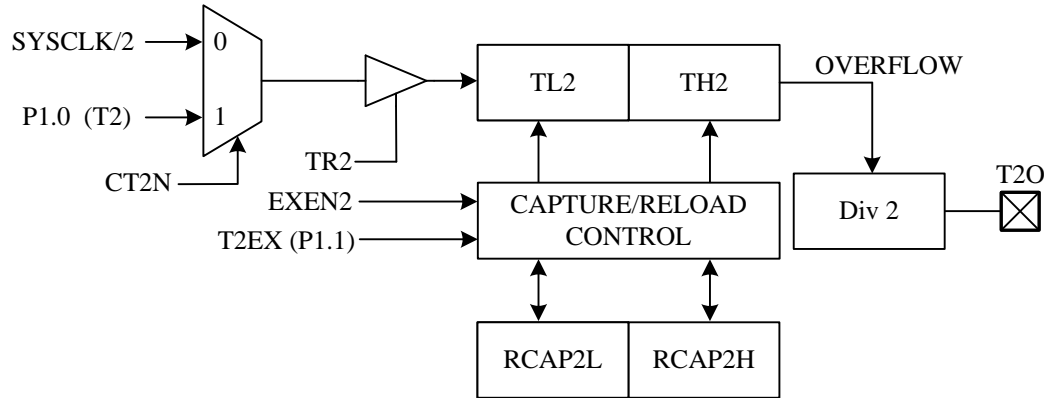 SYSCLK/2
0
P1.0 (T2)
1
CT2N
TR2
TL2
TH2
OVERFLOW
EXEN2
T2EX (P1.1)
CAPTURE/RELOAD
CONTROL
Div 2
T2O
RCAP2L
RCAP2H